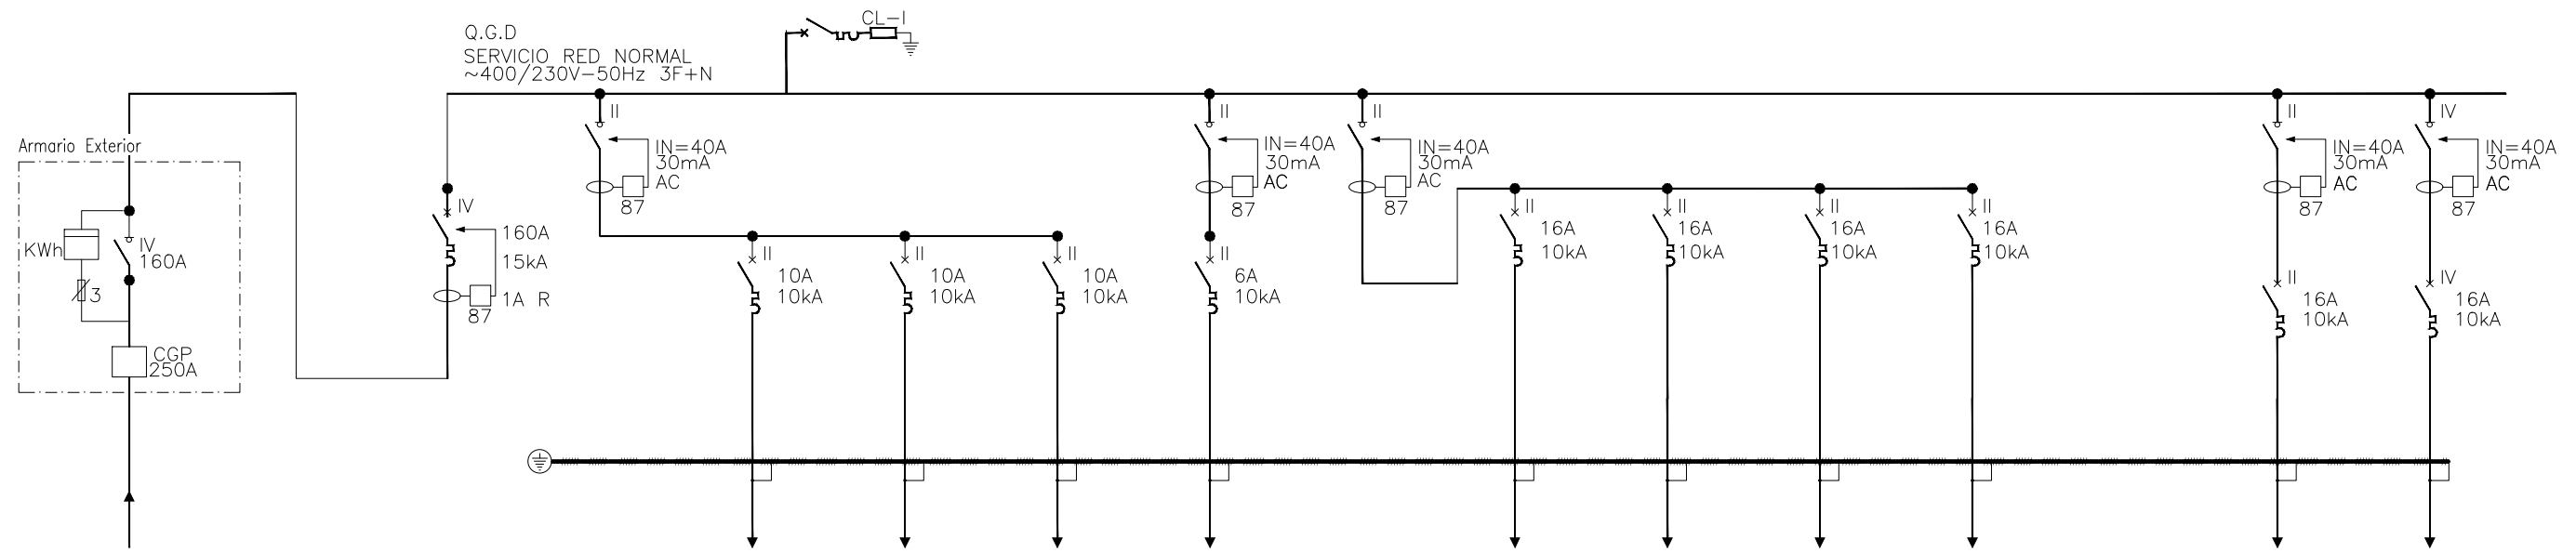 CL-I
Q.G.D
SERVICIO RED NORMAL
~400/230V-50Hz 3F+N
Armario Exterior
KWh
3
IV
160A
CGP
250A
IV
160A
15kA
1A R
87
II
IN=40A
30mA
AC
87
II
10A
10kA
II
10A
10kA
II
10A
10kA
II
IN=40A
30mA
AC
87
II
6A
10kA
II
IN=40A
30mA
AC
87
II
16A
10kA
II
16A
10kA
II
16A
10kA
II
16A
10kA
II
IN=40A
30mA
AC
87
II
16A
10kA
IV
IN=40A
30mA
AC
87
IV
16A
10kA